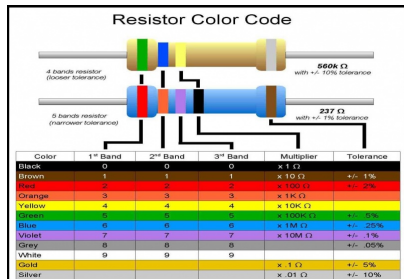 Resistor Color Code
4 bands resistor
(looser tolerance)
560k Ω
with +/- 10% tolerance
5 bands resistor
(narrower tolerance)
237 Ω
with +/- 1% tolerance
Color 1st Band 2nd Band 3rd Band Multiplier Tolerance
Black 0 0 0 x 1 Ω
Brown 1 1 1 x 10 Ω +/- 1%
Red 2 2 2 x 100 Ω +/- 2%
Orange 3 3 3 x 1K Ω
Yellow 4 4 4 x 10K Ω
Green 5 5 5 x 100K Ω +/- .5%
Blue 6 6 6 x 1M Ω +/- .25%
Violet 7 7 7 x 10M Ω +/- .1%
Grey 8 8 8 +/- .05%
White 9 9 9
Gold x .1 Ω +/- 5%
Silver x .01 Ω +/- 10%